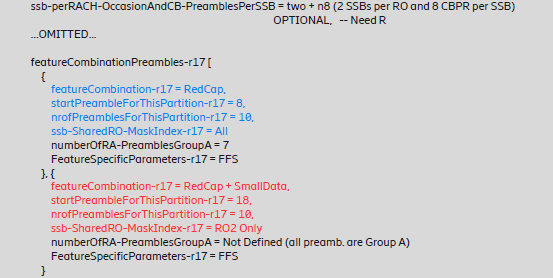 ssb-perRACH-OccasionAndCB-PreamblesPerSSB = two + n8 (2 SSBs per RO and 8 CBPR per SSB)
OPTIONAL, -- Need R
...OMITTED...
featureCombinationPreambles-r17 [
{
featureCombination-r17 = RedCap,
startPreambleForThisPartition-r17 = 8,
nrofPreamblesForThisPartition-r17 = 10,
ssb-SharedRO-MaskIndex-r17 = All
numberOfRA-PreamblesGroupA = 7
FeatureSpecificParameters-r17 = FFS
}, {
featureCombination-r17 = RedCap + SmallData,
startPreambleForThisPartition-r17 = 18,
nrofPreamblesForThisPartition-r17 = 10,
ssb-SharedRO-MaskIndex-r17 = RO2 Only
numberOfRA-PreamblesGroupA = Not Defined (all preamb. are Group A)
FeatureSpecificParameters-r17 = FFS
}